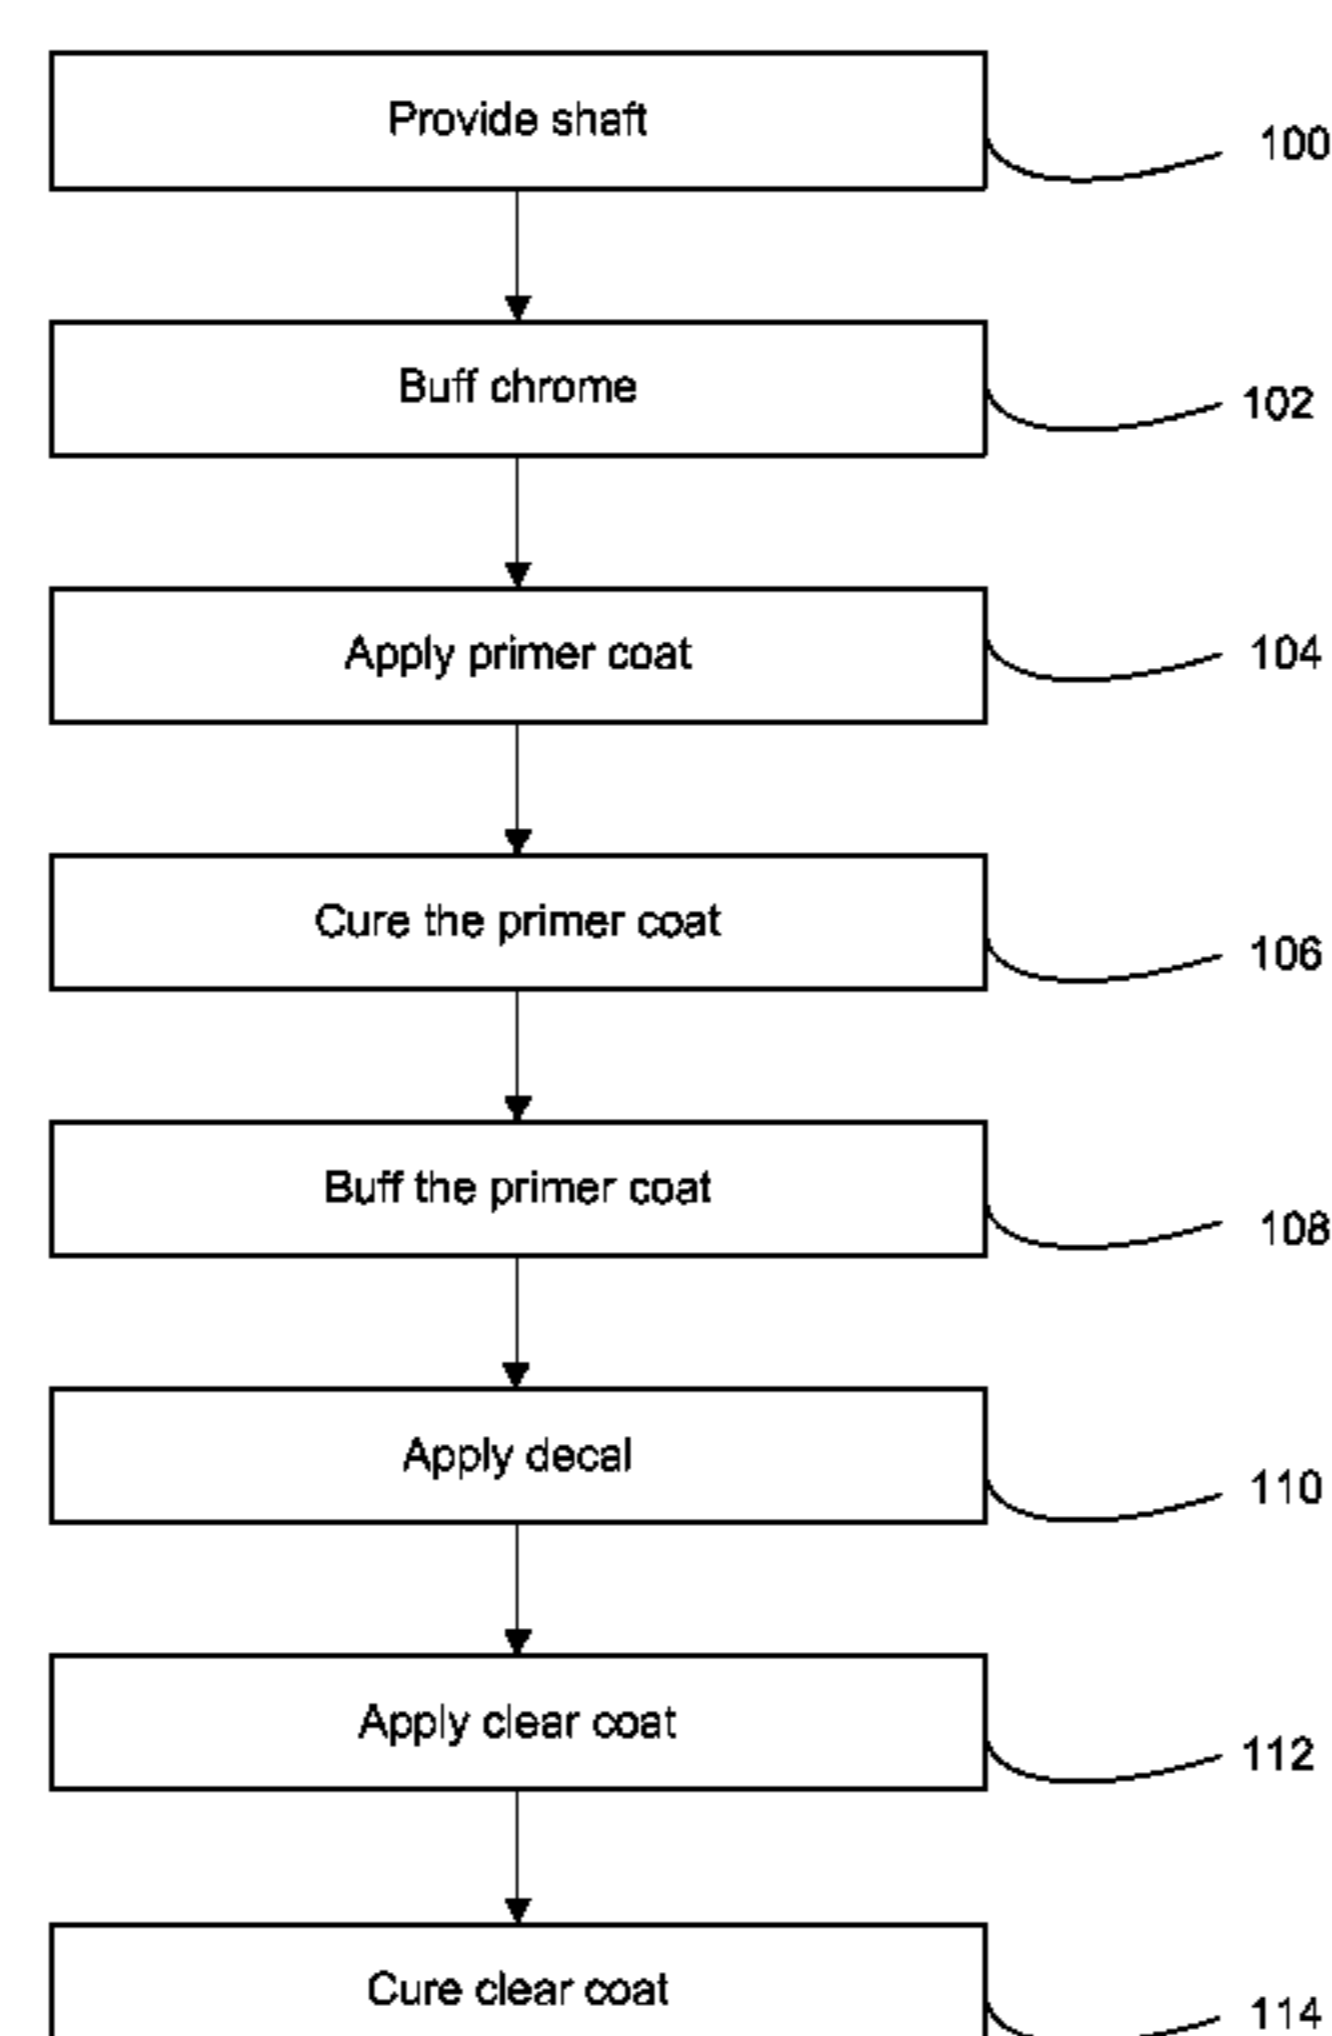 Provide shaft
100
Buff chrome
102
Apply primer coat
104
Cure the primer coat
106
Buff the primer coat
108
Apply decal
110
Apply clear coat
112
Cure clear coat
114